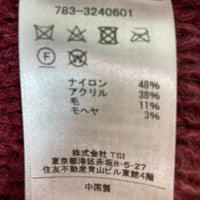 783-3240601
ナイロン 48%
アクリル 38%
毛 11%
モヘヤ 3%
株式会社 TSI
東京都港区赤坂8-5-27
住友不動産青山ビル東館4階
中国製